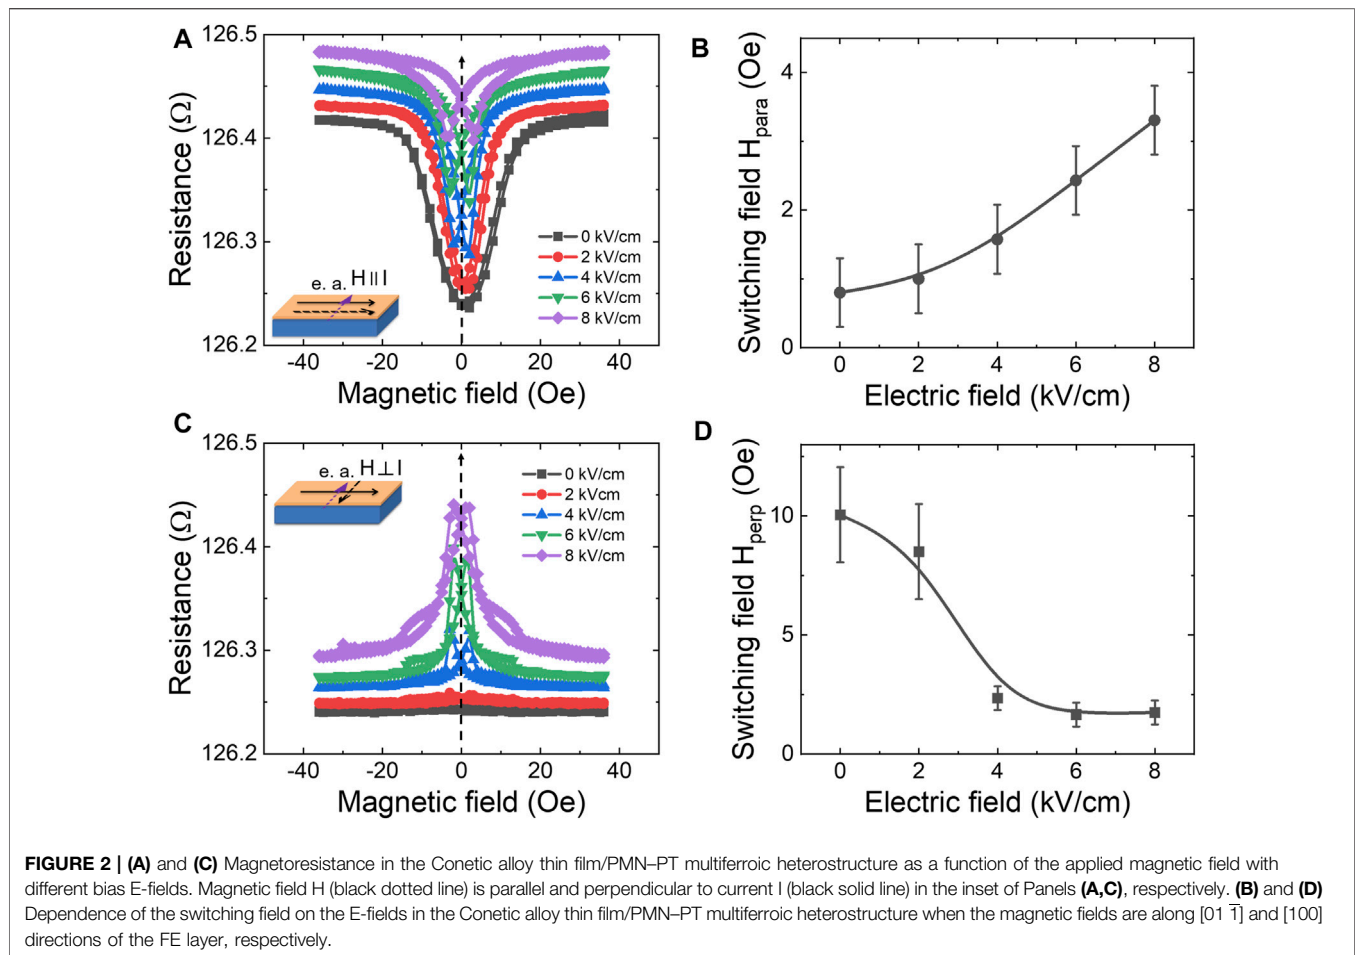 A
126.5
126.4
126.3
126.2
Resistance (Ω)
0 kV/cm
2 kV/cm
4 kV/cm
6 kV/cm
8 kV/cm
e. a. H || I
-40 -20 0 20 40
Magnetic field (Oe)
B
4
2
0
Switching field Hpara (Oe)
0 2 4 6 8
Electric field (kV/cm)
C
126.5
126.4
126.3
126.2
Resistance (Ω)
e. a. H⊥I
0 kV/cm
2 kVcm
4 kV/cm
6 kV/cm
8 kV/cm
-40 -20 0 20 40
Magnetic field (Oe)
D
10
5
0
Switching field Hperp (Oe)
0 2 4 6 8
Electric field (kV/cm)
FIGURE 2 | (A) and (C) Magnetoresistance in the Conetic alloy thin film/PMN–PT multiferroic heterostructure as a function of the applied magnetic field with
different bias E-fields. Magnetic field H (black dotted line) is parallel and perpendicular to current I (black solid line) in the inset of Panels (A,C), respectively. (B) and (D)
Dependence of the switching field on the E-fields in the Conetic alloy thin film/PMN–PT multiferroic heterostructure when the magnetic fields are along [01 1̅] and [100]
directions of the FE layer, respectively.